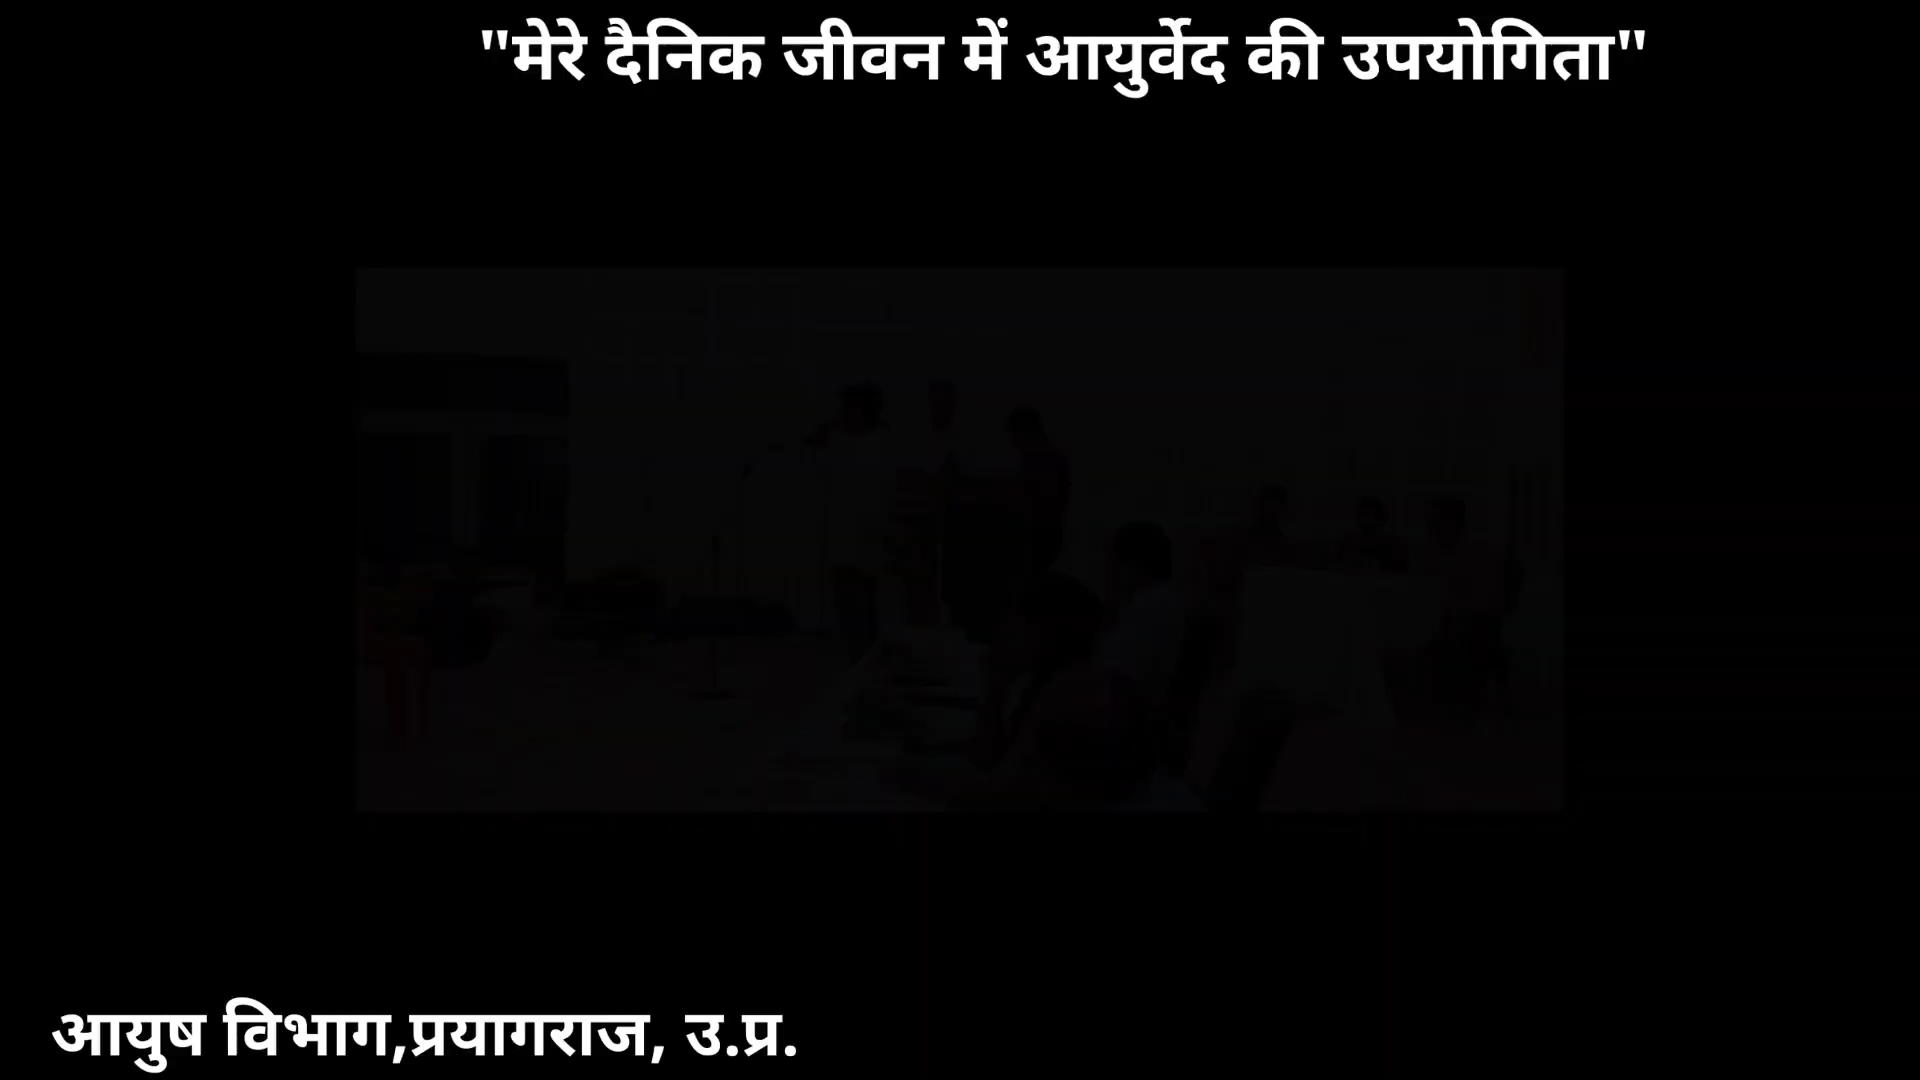 "मेरे दैनिक जीवन में आयुर्वेद की उपयोगिता"
आयुष विभाग,प्रयागराज, उ.प्र.